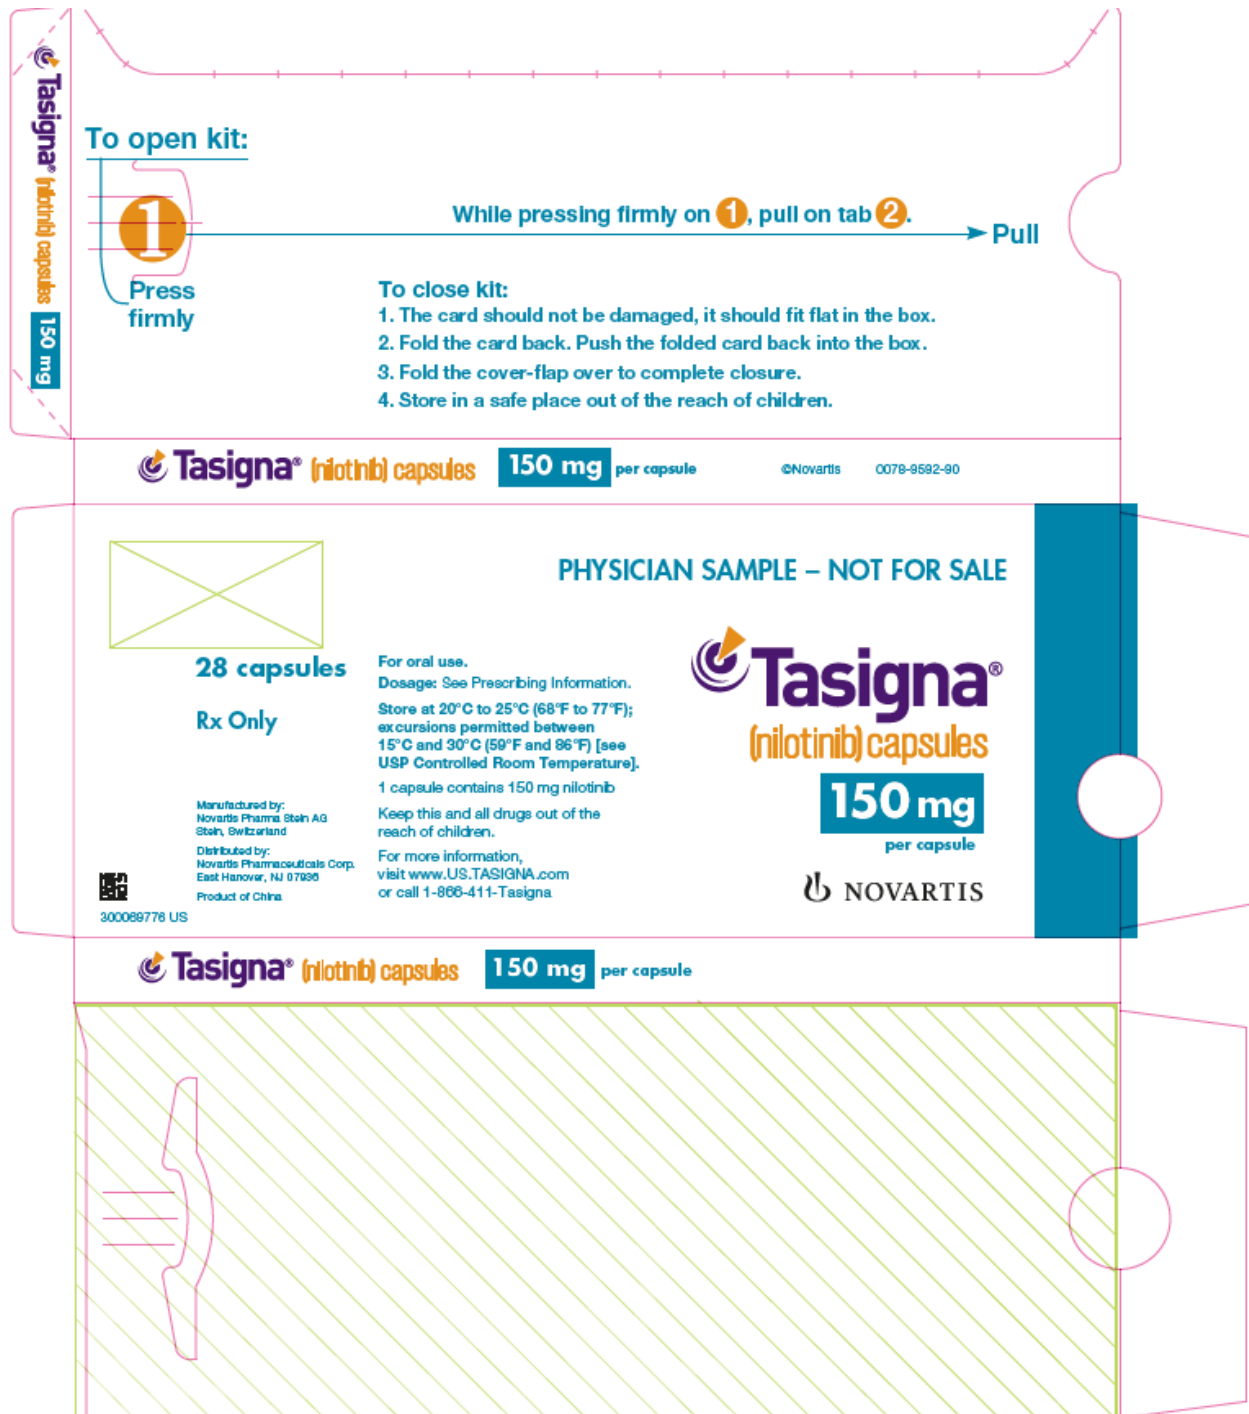 Tasigna® (nilotinib) capsules 150 mg
To open kit:
1
While pressing firmly on 1, pull on tab 2.
Pull
Press
firmly
To close kit:
1. The card should not be damaged, it should fit flat in the box.
2. Fold the card back. Push the folded card back into the box.
3. Fold the cover-flap over to complete closure.
4. Store in a safe place out of the reach of children.
Tasigna® (nilotinib) capsules 150 mg per capsule ©Novartis 0078-9592-90
PHYSICIAN SAMPLE – NOT FOR SALE
28 capsules
Rx Only
Manufactured by:
Novartis Pharma Stein AG
Stein, Switzerland
Distributed by:
Novartis Pharmaceuticals Corp.
East Hanover, NJ 07936
Product of China
300069776 US
For oral use.
Dosage: See Prescribing Information.
Store at 20°C to 25°C (68°F to 77°F);
excursions permitted between
15°C and 30°C (59°F and 86°F) [see
USP Controlled Room Temperature].
1 capsule contains 150 mg nilotinib
Keep this and all drugs out of the
reach of children.
For more information,
visit www.US.TASIGNA.com
or call 1-866-411-Tasigna
Tasigna®
(nilotinib) capsules
150 mg
per capsule
NOVARTIS
Tasigna® (nilotinib) capsules 150 mg per capsule